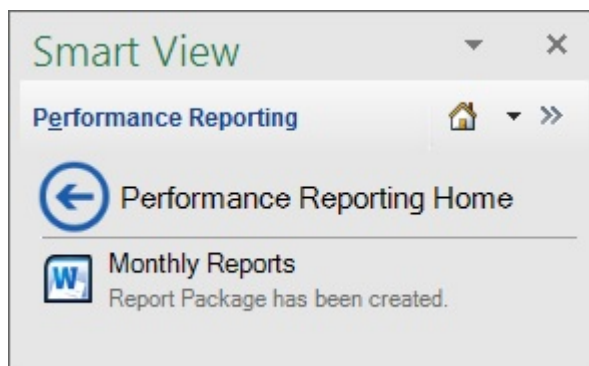 Smart View
Performance Reporting
Performance Reporting Home
W
Monthly Reports
Report Package has been created.